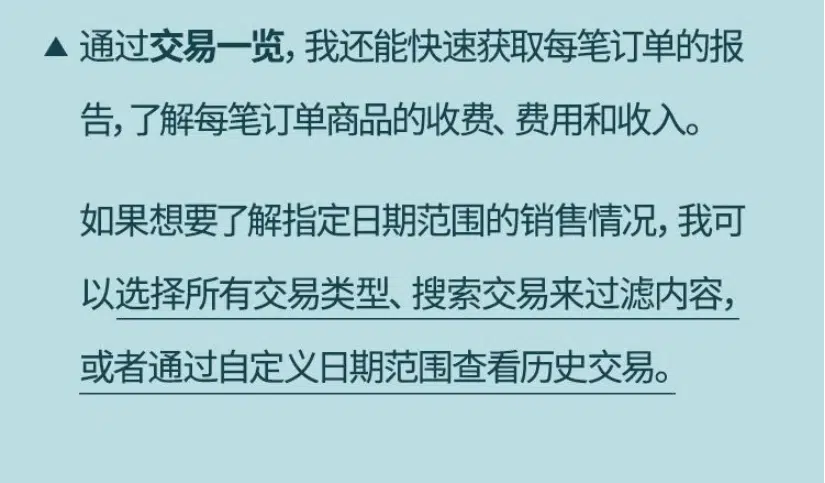 ▲ 通过交易一览，我还能快速获取每笔订单的报
告，了解每笔订单商品的收费、费用和收入。
如果想要了解指定日期范围的销售情况，我可
以选择所有交易类型、搜索交易来过滤内容，
或者通过自定义日期范围查看历史交易。